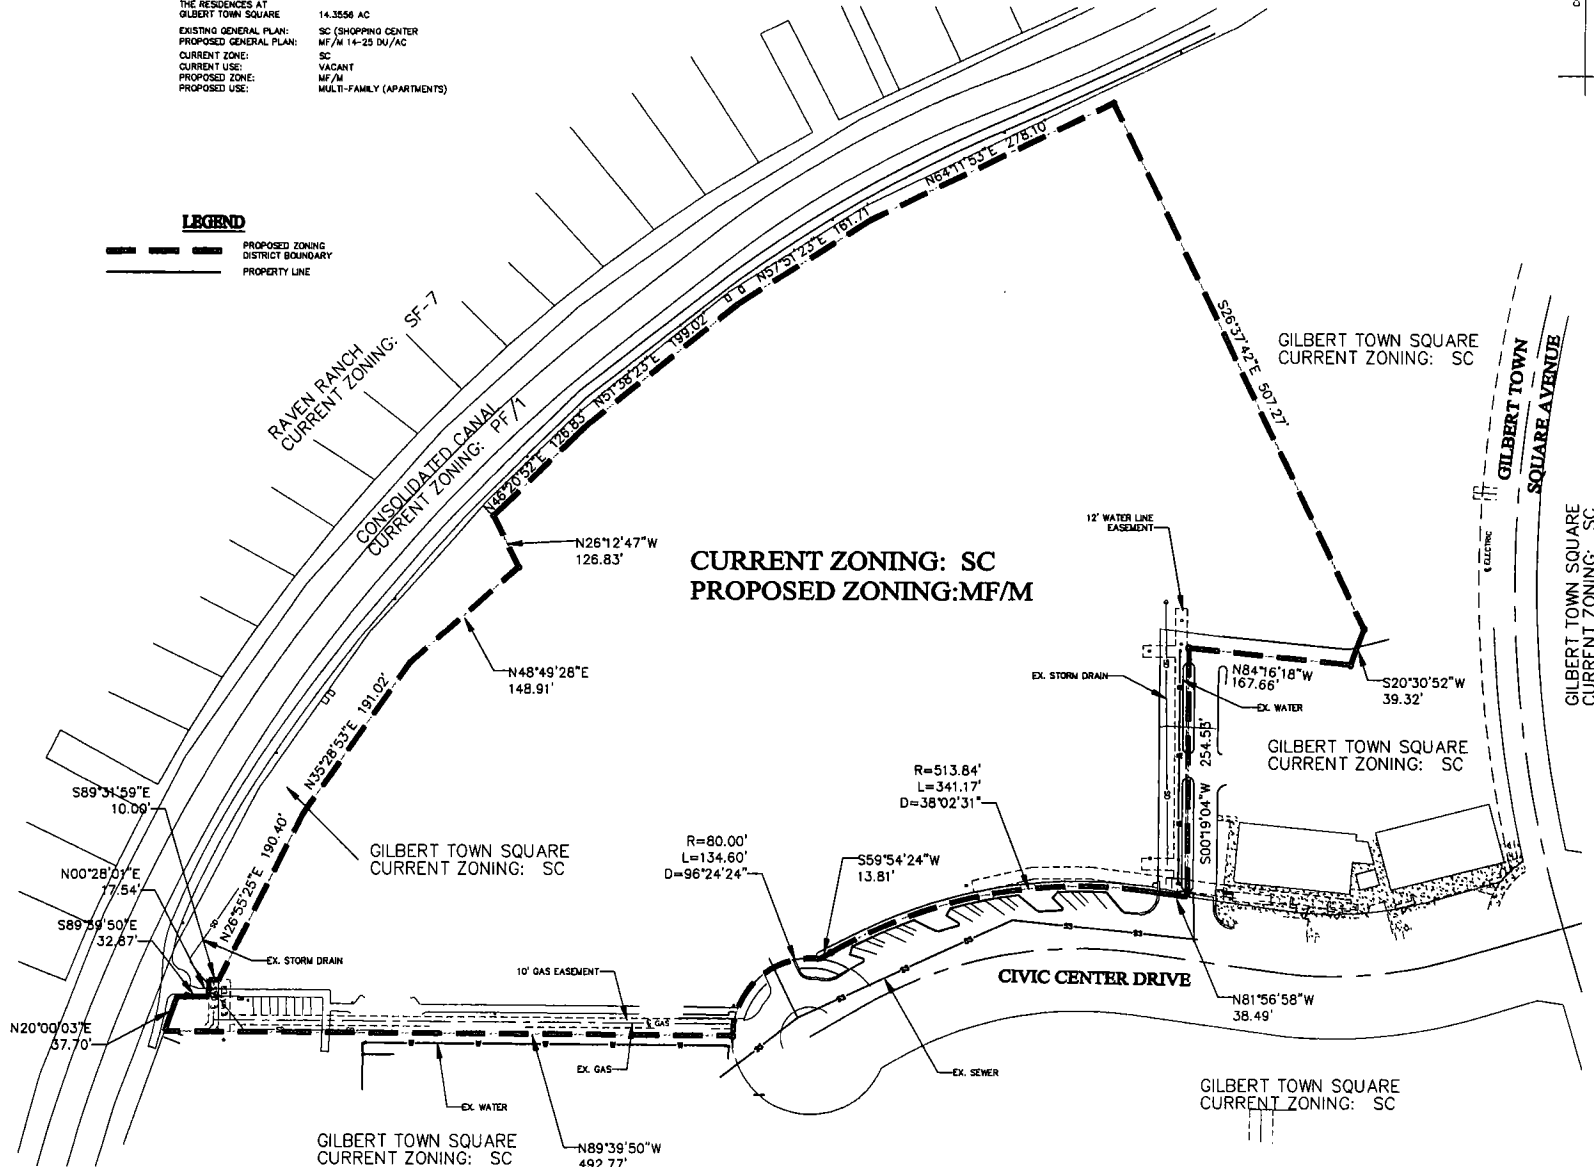 THE RESIDENCES AT
GILBERT TOWN SQUARE 14.3556 AC
EXISTING GENERAL PLAN: SC (SHOPPING CENTER
PROPOSED GENERAL PLAN: MF/M 14-25 DU/AC
CURRENT ZONE: SC
CURRENT USE: VACANT
PROPOSED ZONE: MF/M
PROPOSED USE: MULTI-FAMILY (APARTMENTS)
LEGEND
PROPOSED ZONING
DISTRICT BOUNDARY
PROPERTY LINE
RAVEN RANCH
CURRENT ZONING: SF-7
CONSOLIDATED CANAL
CURRENT ZONING: PF/1
N46°20'52"E 126.83'
N51°38'23"E 199.02'
N57°51'23"E 161.71'
N64°11'53"E 278.10'
S26°37'42"E 507.27'
GILBERT TOWN SQUARE
CURRENT ZONING: SC
GILBERT TOWN
SQUARE AVENUE
GILBERT TOWN SQUARE
CURRENT ZONING: SC
ELECTRIC
12' WATER LINE
EASEMENT
N26°12'47"W
126.83'
CURRENT ZONING: SC
PROPOSED ZONING:MF/M
N48°49'28"E
148.91'
EX. STORM DRAIN
N84°16'18"W
167.66'
EX. WATER
S20°30'52"W
39.32'
254.53'
S00°19'04"W
GILBERT TOWN SQUARE
CURRENT ZONING: SC
N35°28'53"E 191.02'
S89°31'59"E
10.00'
R=513.84'
L=341.17'
D=38°02'31"
R=80.00'
L=134.60'
D=96°24'24"
S59°54'24"W
13.81'
GILBERT TOWN SQUARE
CURRENT ZONING: SC
N00°28'01"E
17.54'
N26°55'25"E 190.40'
S89°39'50"E
32.87'
EX. STORM DRAIN
10' GAS EASEMENT
CIVIC CENTER DRIVE
N81°56'58"W
38.49'
N20°00'03"E
37.70'
GAS
EX. GAS
EX. SEWER
EX. WATER
GILBERT TOWN SQUARE
CURRENT ZONING: SC
GILBERT TOWN SQUARE
CURRENT ZONING: SC
N89°39'50"W
492.77'